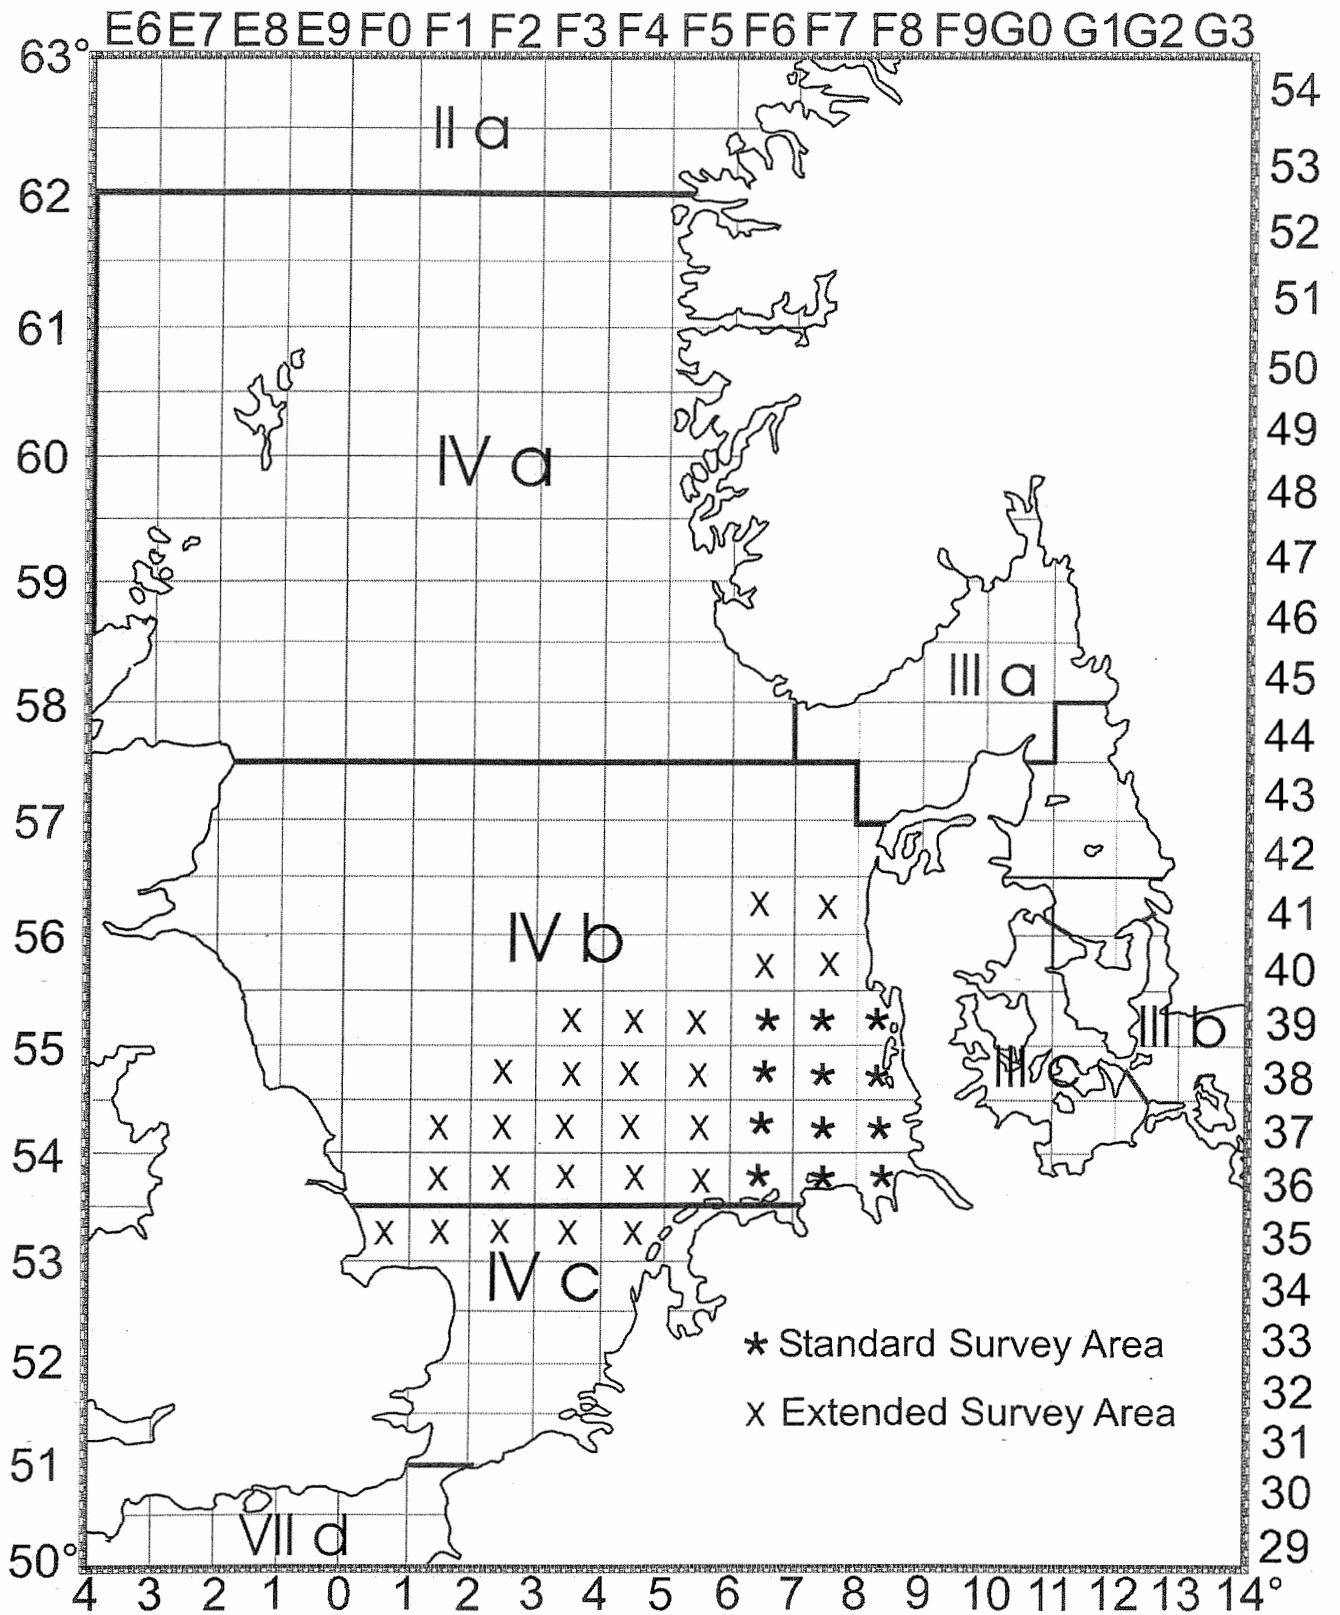 E6 E7 E8 E9 F0 F1 F2 F3 F4 F5 F6 F7 F8 F9 G0 G1 G2 G3
63°
54
II a
53
62
52
51
61
50
49
60
IV a
48
47
59
46
III a
45
58
44
43
57
42
X X
41
56
IV b
X X
40
X X X * * *
39
III b
55
X X X X * * *
III c
38
X X X X X * * *
37
54
X X X X X * * *
36
X X X X X
35
53
IV c
34
* Standard Survey Area
33
52
32
X Extended Survey Area
31
51
30
VII d
29
50°
4 3 2 1 0 1 2 3 4 5 6 7 8 9 10 11 12 13 14°